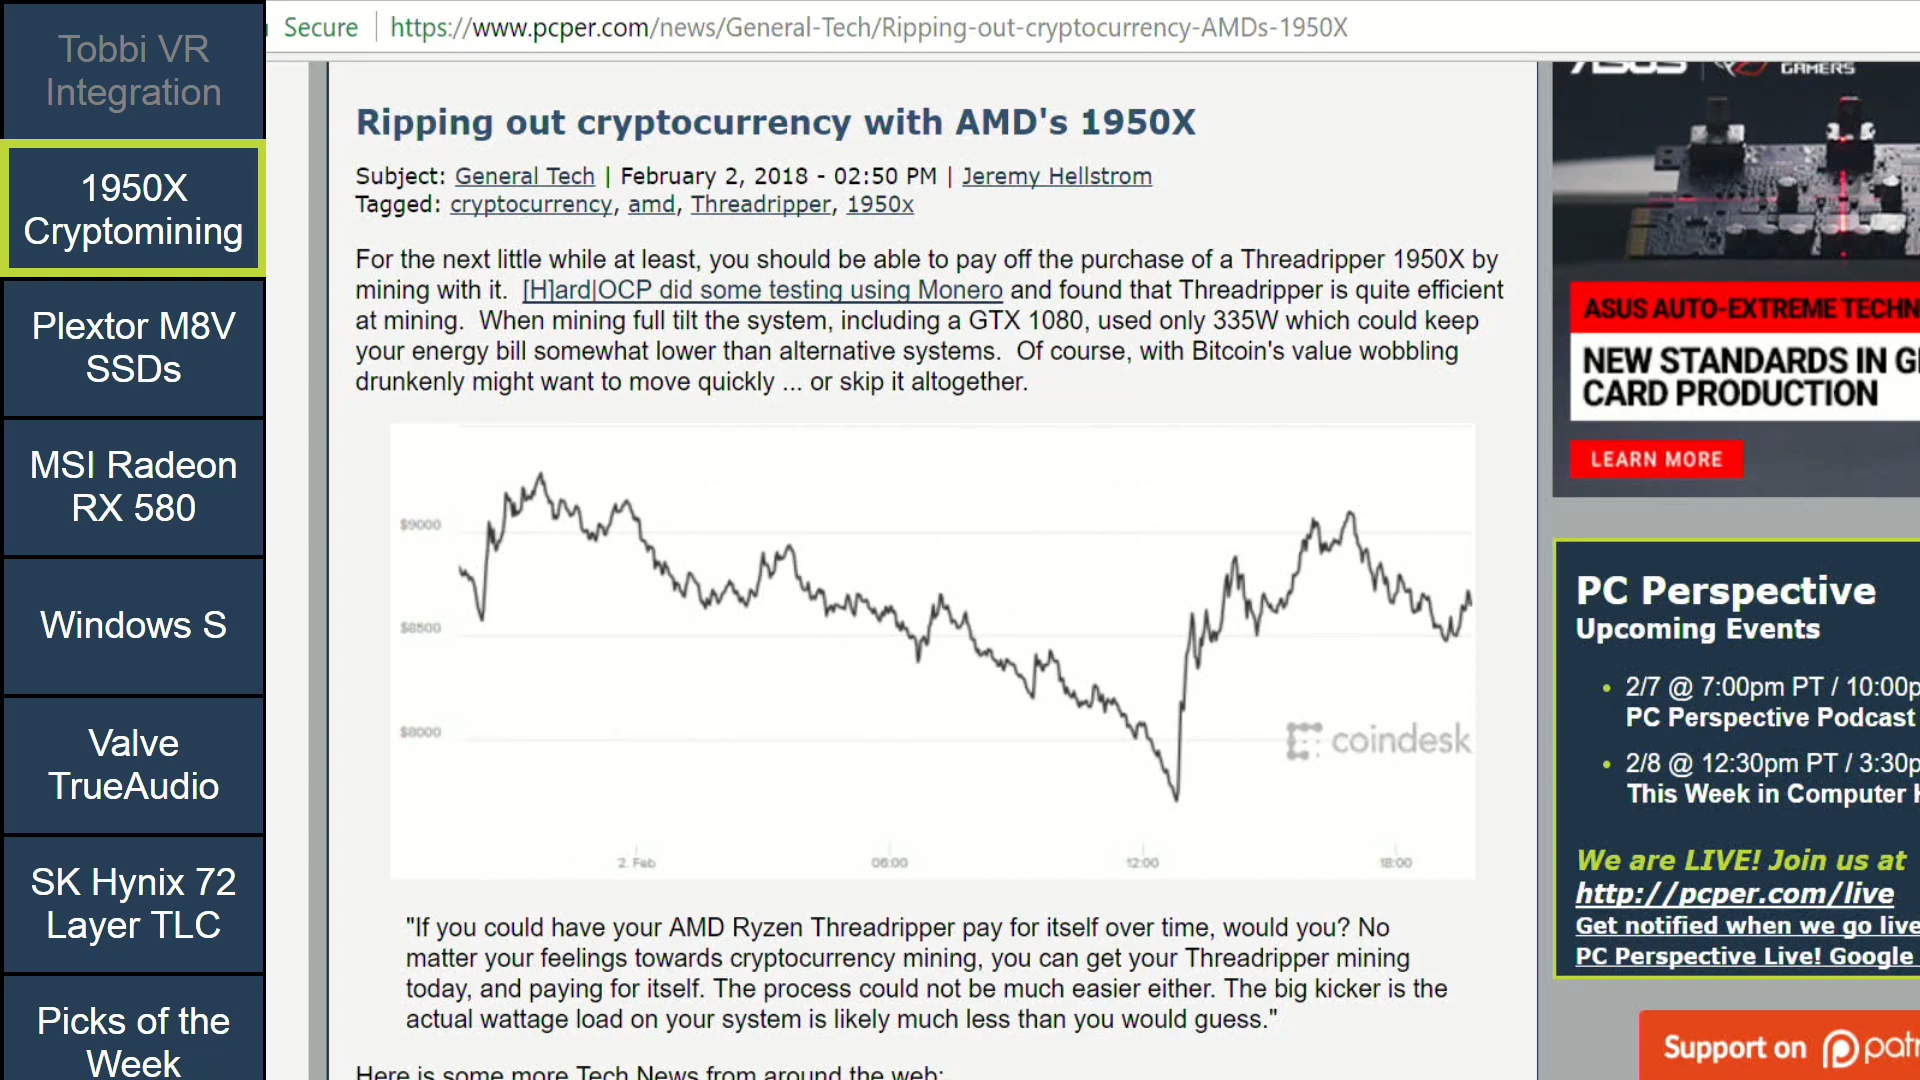 Tobbi VR
Integration
1950X
Cryptomining
Plextor M8V
SSDs
MSI Radeon
RX 580
Windows S
Valve
TrueAudio
SK Hynix 72
Layer TLC
Picks of the
Week
Secure
https://www.pcper.com/news/General-Tech/Ripping-out-cryptocurrency-AMDs-1950X
Ripping out cryptocurrency with AMD's 1950X
Subject: General Tech | February 2, 2018 - 02:50 PM | Jeremy Hellstrom
Tagged: cryptocurrency, amd, Threadripper, 1950x
For the next little while at least, you should be able to pay off the purchase of a Threadripper 1950X by
mining with it. [H]ard|OCP did some testing using Monero and found that Threadripper is quite efficient
at mining. When mining full tilt the system, including a GTX 1080, used only 335W which could keep
your energy bill somewhat lower than alternative systems. Of course, with Bitcoin's value wobbling
drunkenly might want to move quickly ... or skip it altogether.
$9000
$8500
$8000
coindesk
2. Feb
06:00
12:00
18:00
"If you could have your AMD Ryzen Threadripper pay for itself over time, would you? No
matter your feelings towards cryptocurrency mining, you can get your Threadripper mining
today, and paying for itself. The process could not be much easier either. The big kicker is the
actual wattage load on your system is likely much less than you would guess."
Here is some more Tech News from around the web:
ASUS
GAMERS
ASUS AUTO-EXTREME TECHN
NEW STANDARDS IN G
CARD PRODUCTION
LEARN MORE
PC Perspective
Upcoming Events
• 2/7 @ 7:00pm PT / 10:00p
PC Perspective Podcast
• 2/8 @ 12:30pm PT / 3:30p
This Week in Computer
We are LIVE! Join us at
http://pcper.com/live
Get notified when we go live
PC Perspective Live! Google
Support on
patr